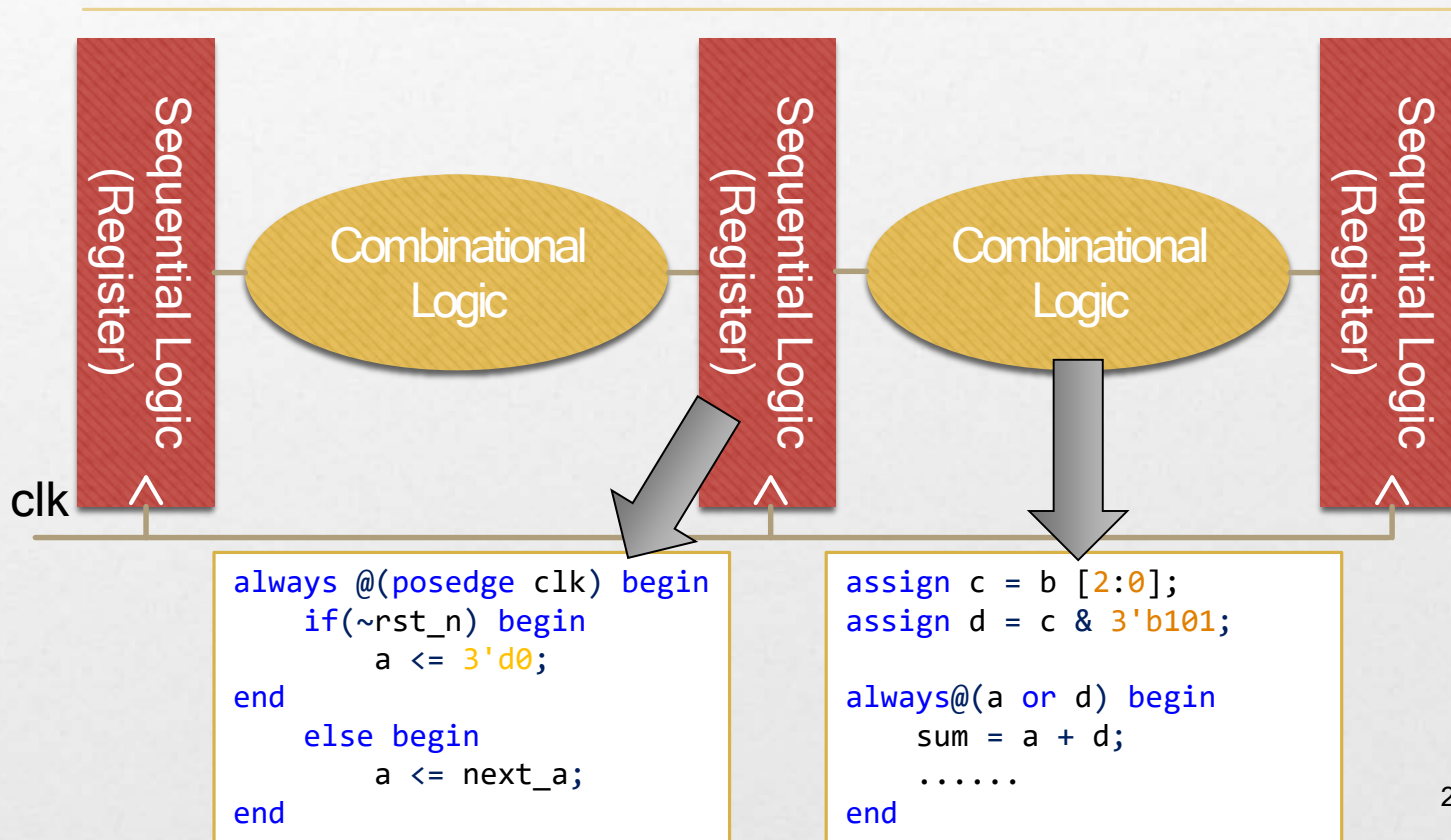 Sequential Logic
(Register)
Combinational
Logic
Sequential Logic
(Register)
Combinational
Logic
Sequential Logic
(Register)
clk
always @(posedge clk) begin
    if(~rst_n) begin
        a <= 3'd0;
end
    else begin
        a <= next_a;
end
assign c = b [2:0];
assign d = c & 3'b101;
always@(a or d) begin
    sum = a + d;
    ......
end
2